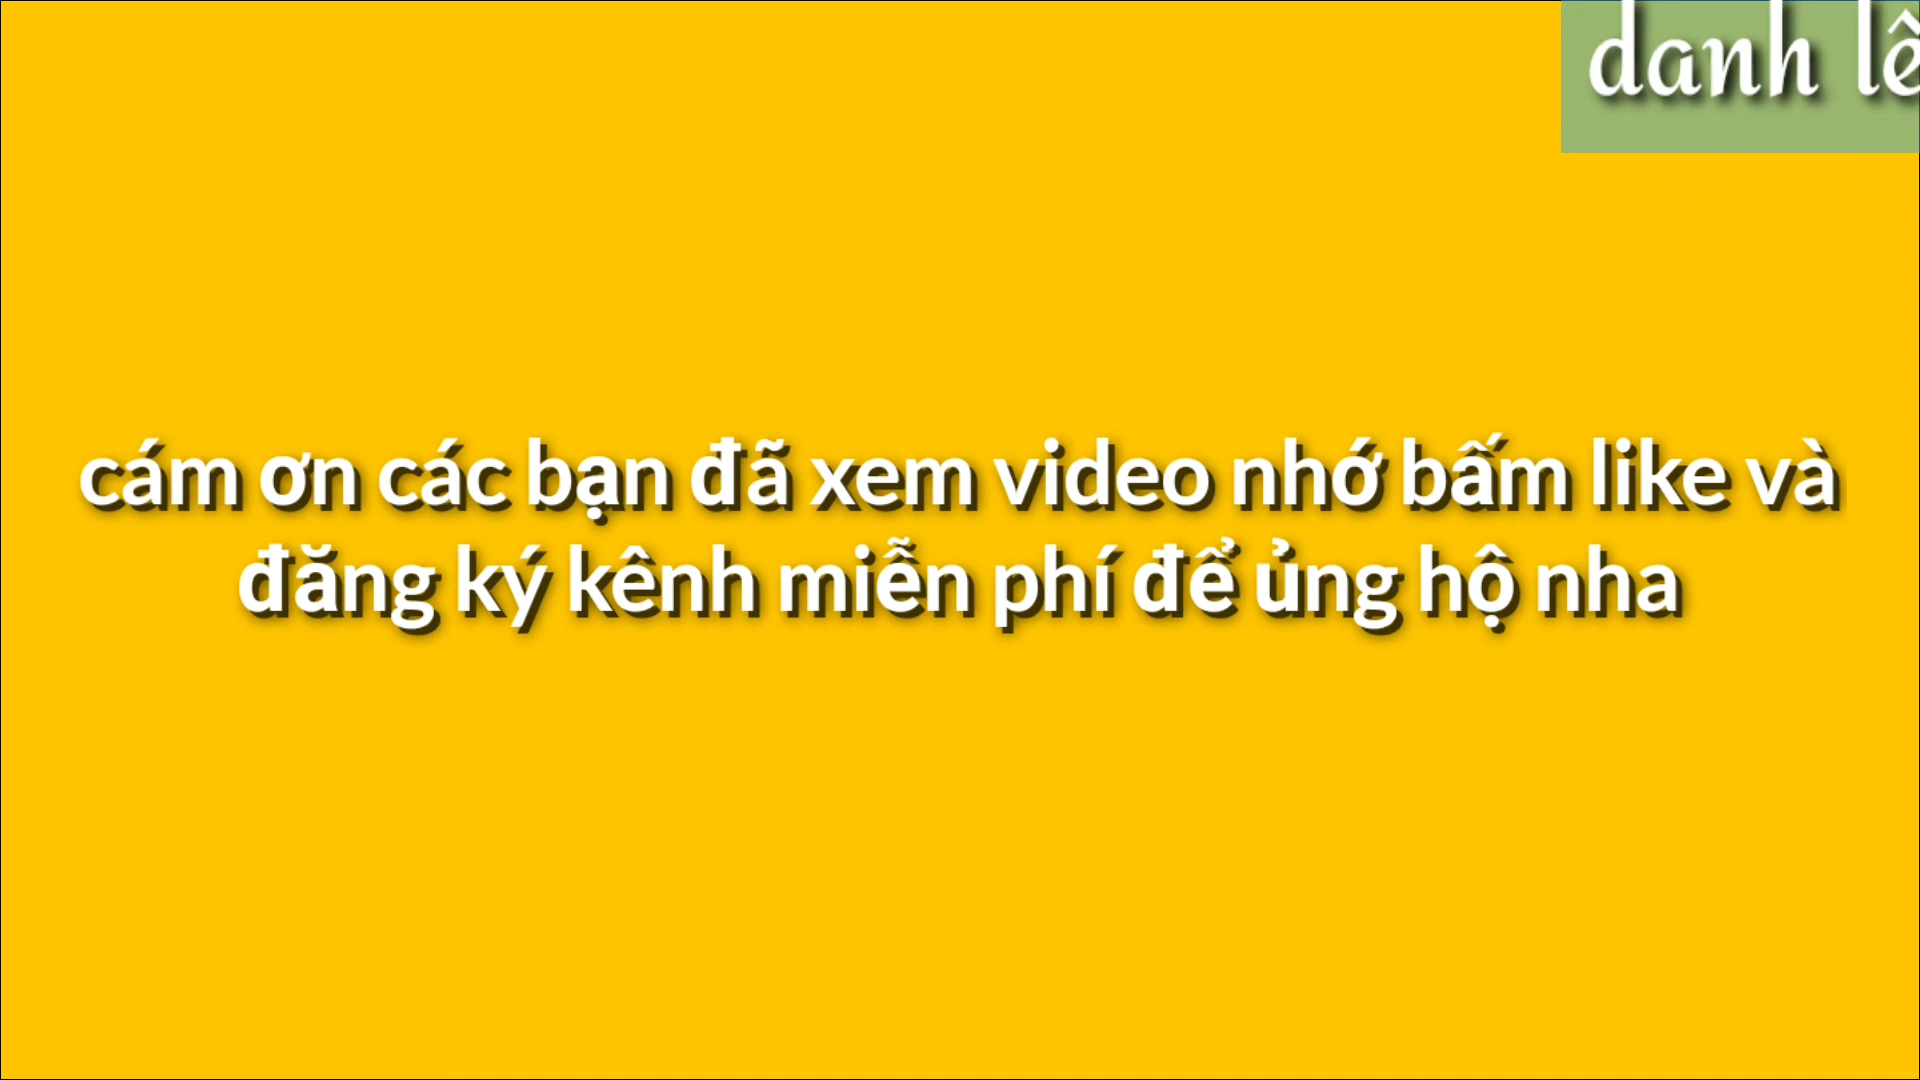 danh lê
cám ơn các bạn đã xem video nhớ bấm like và
đăng ký kênh miễn phí để ủng hộ nha